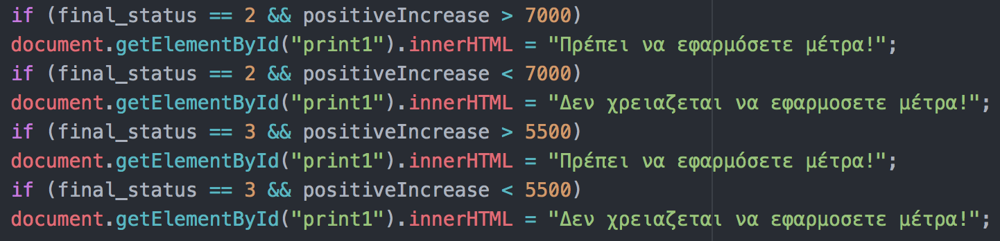 if (final_status == 2 && positiveIncrease > 7000)
document.getElementById("print1").innerHTML = "Πρέπει να εφαρμόσετε μέτρα!";
if (final_status == 2 && positiveIncrease < 7000)
document.getElementById("print1").innerHTML = "Δεν χρειαζεται να εφαρμοσετε μέτρα!";
if (final_status == 3 && positiveIncrease > 5500)
document.getElementById("print1").innerHTML = "Πρέπει να εφαρμόσετε μέτρα!";
if (final_status == 3 && positiveIncrease < 5500)
document.getElementById("print1").innerHTML = "Δεν χρειαζεται να εφαρμοσετε μέτρα!";